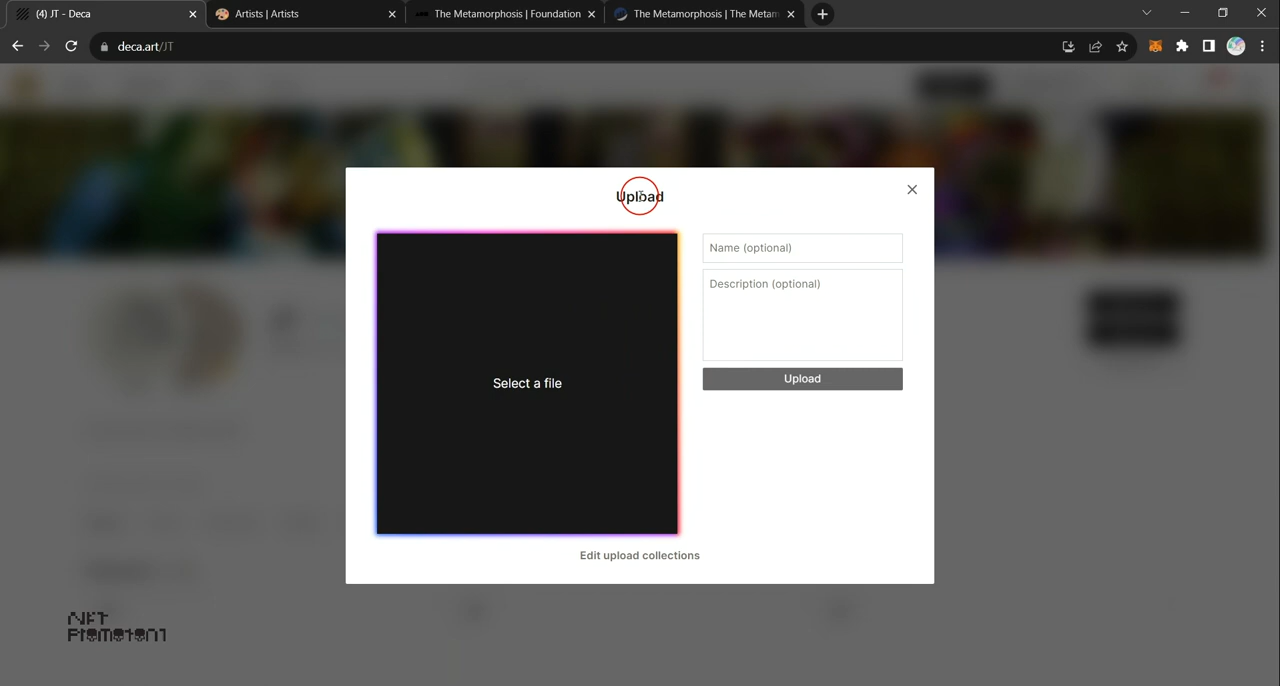 (4) JT - Deca
Artists | Artists
The Metamorphosis | Foundation
The Metamorphosis | The Metam
deca.art/JT
Upload
Name (optional)
Description (optional)
Select a file
Upload
Edit upload collections
NFT